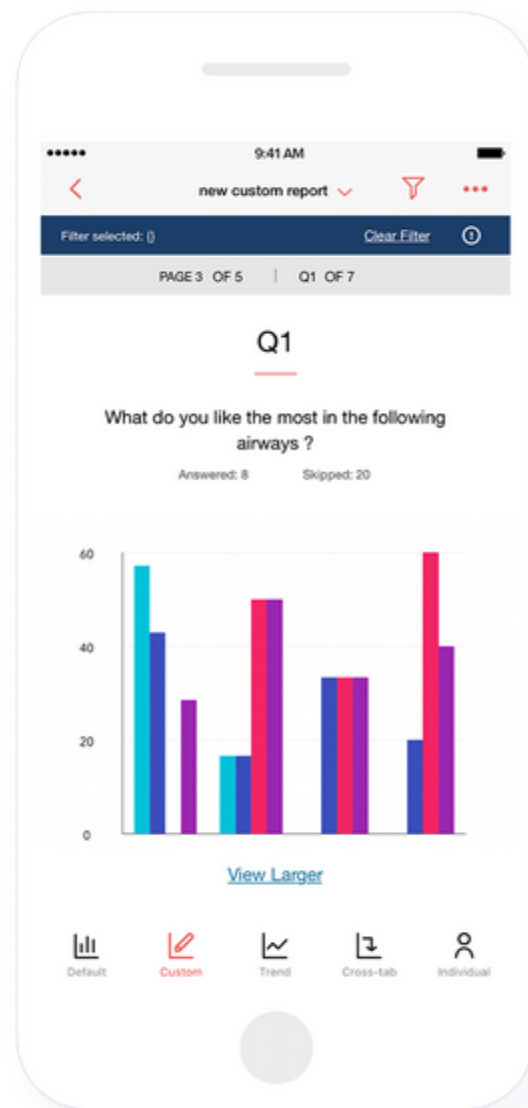 9:41 AM
new custom report
Filter selected: {}
Clear Filter
PAGE 3 OF 5 | Q1 OF 7
Q1
What do you like the most in the following
airways ?
Answered: 8 Skipped: 20
60
40
20
0
View Larger
Default Custom Trend Cross-tab Individual